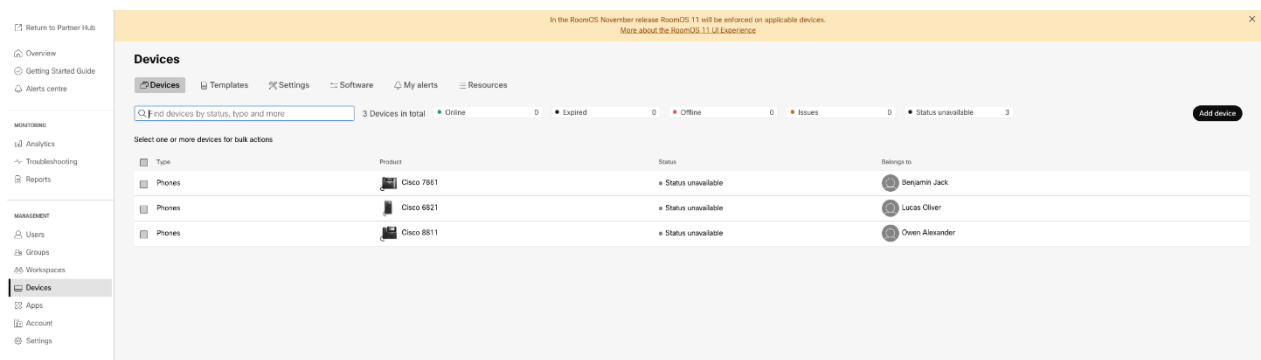 Return to Partner Hub
Overview
Getting Started Guide
Alerts centre
MONITORING
Analytics
Troubleshooting
Reports
MANAGEMENT
Users
Groups
Workspaces
Devices
Apps
Account
Settings
In the RoomOS November release RoomOS 11 will be enforced on applicable devices.
More about the RoomOS 11 UI Experience
Devices
Devices Templates Settings Software My alerts Resources
Find devices by status, type and more 3 Devices in total Online 0 Expired 0 Offline 0 Issues 0 Status unavailable 3 Add device
Select one or more devices for bulk actions
Type Product Status Belongs to
Phones Cisco 7861 Status unavailable Benjamin Jack
Phones Cisco 6821 Status unavailable Lucas Oliver
Phones Cisco 8811 Status unavailable Owen Alexander